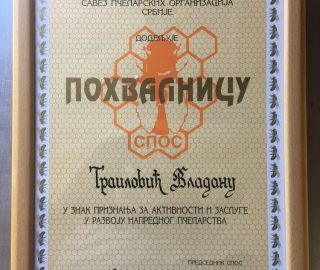 САВЕЗ ПЧЕЛАРСКИХ ОРГАНИЗАЦИЈА
СРБИЈЕ
ДОДЕЉУЈЕ
ПОХВАЛНИЦУ
СПОС
Траиловић Владану
У ЗНАК ПРИЗНАЊА ЗА АКТИВНОСТИ И ЗАСЛУГЕ
У РАЗВОЈУ НАПРЕДНОГ ПЧЕЛАРСТВА
ПРЕДСЕДНИК СПОС